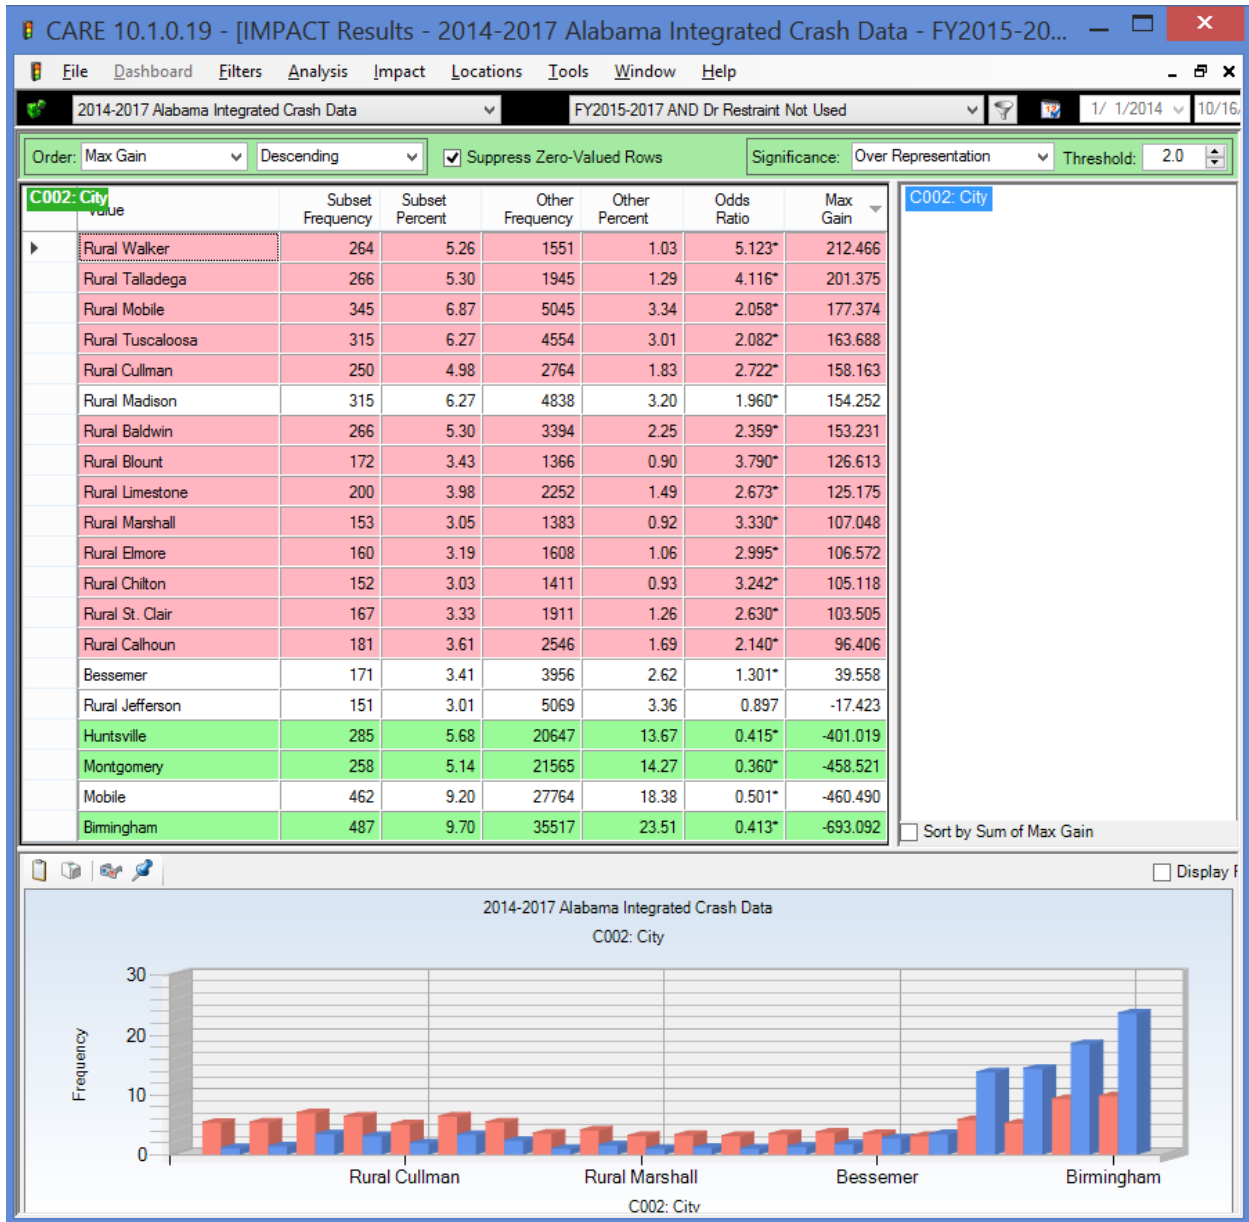 CARE 10.1.0.19 - [IMPACT Results - 2014-2017 Alabama Integrated Crash Data - FY2015-20...
File Dashboard Filters Analysis Impact Locations Tools Window Help
2014-2017 Alabama Integrated Crash Data FY2015-2017 AND Dr Restraint Not Used 1/ 1/2014 10/16/
Order: Max Gain Descending Suppress Zero-Valued Rows Significance: Over Representation Threshold: 2.0
C002: City Value Subset Frequency Subset Percent Other Frequency Other Percent Odds Ratio Max Gain C002: City
Rural Walker 264 5.26 1551 1.03 5.123* 212.466
Rural Talladega 266 5.30 1945 1.29 4.116* 201.375
Rural Mobile 345 6.87 5045 3.34 2.058* 177.374
Rural Tuscaloosa 315 6.27 4554 3.01 2.082* 163.688
Rural Cullman 250 4.98 2764 1.83 2.722* 158.163
Rural Madison 315 6.27 4838 3.20 1.960* 154.252
Rural Baldwin 266 5.30 3394 2.25 2.359* 153.231
Rural Blount 172 3.43 1366 0.90 3.790* 126.613
Rural Limestone 200 3.98 2252 1.49 2.673* 125.175
Rural Marshall 153 3.05 1383 0.92 3.330* 107.048
Rural Elmore 160 3.19 1608 1.06 2.995* 106.572
Rural Chilton 152 3.03 1411 0.93 3.242* 105.118
Rural St. Clair 167 3.33 1911 1.26 2.630* 103.505
Rural Calhoun 181 3.61 2546 1.69 2.140* 96.406
Bessemer 171 3.41 3956 2.62 1.301* 39.558
Rural Jefferson 151 3.01 5069 3.36 0.897 -17.423
Huntsville 285 5.68 20647 13.67 0.415* -401.019
Montgomery 258 5.14 21565 14.27 0.360* -458.521
Mobile 462 9.20 27764 18.38 0.501* -460.490
Birmingham 487 9.70 35517 23.51 0.413* -693.092
Sort by Sum of Max Gain
Display
2014-2017 Alabama Integrated Crash Data
C002: City
30
20
10
0
Frequency
Rural Cullman Rural Marshall Bessemer Birmingham
C002: City